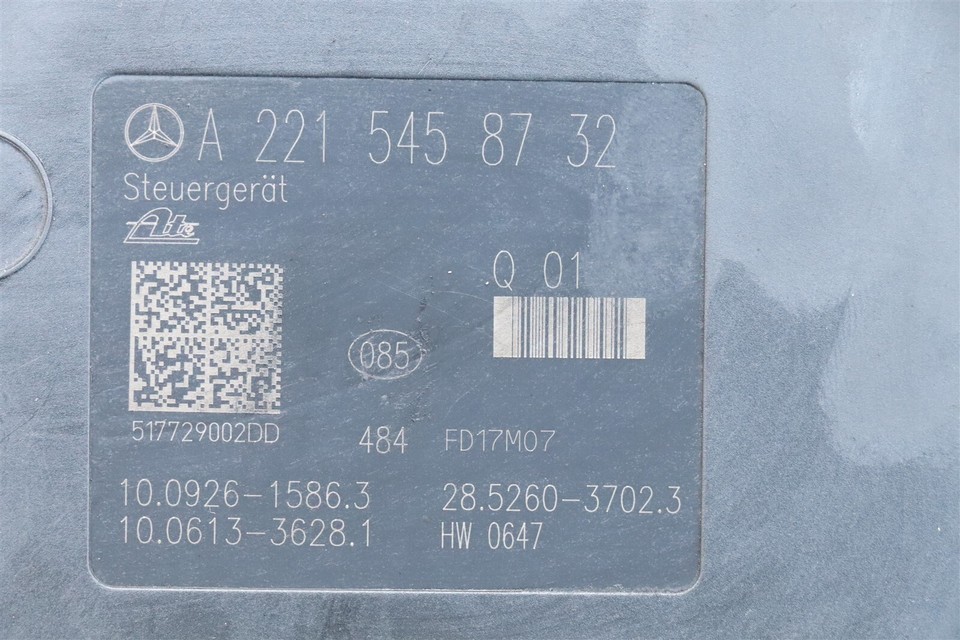 A 221 545 87 32
Steuergerät
Ate
Q 01
085
517729002DD
484 FD17M07
10.0926-1586.3 28.5260-3702.3
10.0613-3628.1 HW 0647